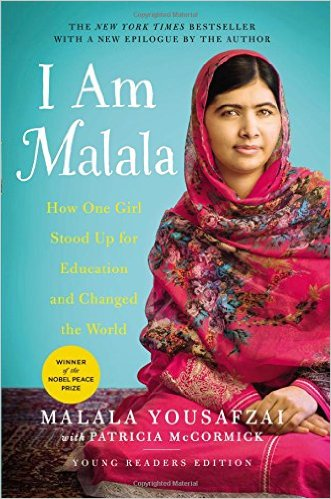 THE NEW YORK TIMES BESTSELLER
WITH A NEW EPILOGUE BY THE AUTHOR
I Am
Malala
How One Girl
Stood Up for
Education
and Changed
the World
WINNER
of the
NOBEL PEACE
PRIZE
MALALA YOUSAFZAI
with PATRICIA McCORMICK
YOUNG READERS EDITION